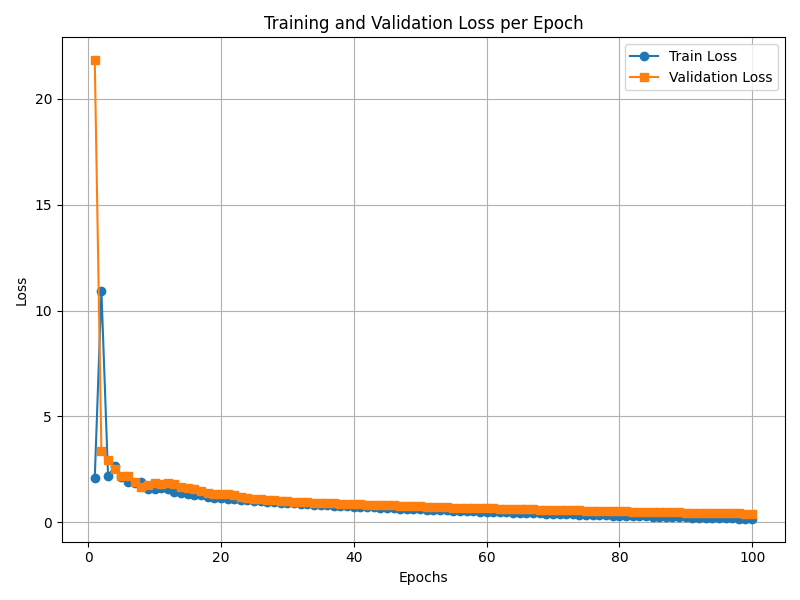 Training and Validation Loss per Epoch
Train Loss
Validation Loss
Loss
20
15
10
5
0
0 20 40 60 80 100
Epochs